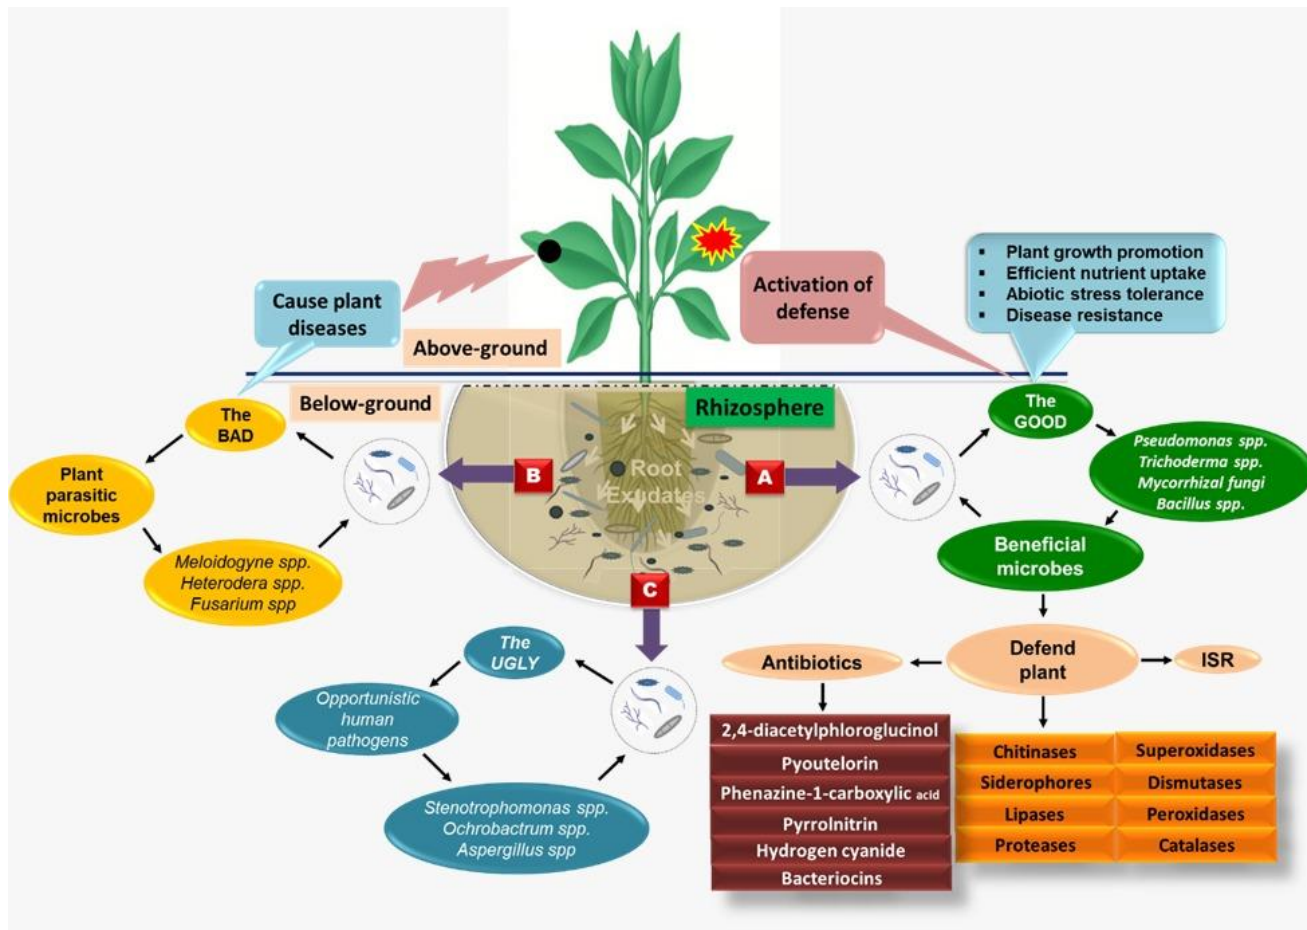 Plant growth promotion
Efficient nutrient uptake
Abiotic stress tolerance
Disease resistance
Activation of
defense
Cause plant
diseases
Above-ground
Below-ground
Rhizosphere
The
BAD
Plant
parasitic
microbes
Meloidogyne spp.
Heterodera spp.
Fusarium spp
B
Root
Exudates
A
C
The
GOOD
Pseudomonas spp.
Trichoderma spp.
Mycorrhizal fungi
Bacillus spp.
Beneficial
microbes
The
UGLY
Opportunistic
human
pathogens
Stenotrophomonas spp.
Ochrobactrum spp.
Aspergillus spp
Defend
plant
Antibiotics
ISR
2,4-diacetylphloroglucinol
Pyoutelorin
Phenazine-1-carboxylic acid
Pyrrolnitrin
Hydrogen cyanide
Bacteriocins
Chitinases
Superoxidases
Siderophores
Dismutases
Lipases
Peroxidases
Proteases
Catalases